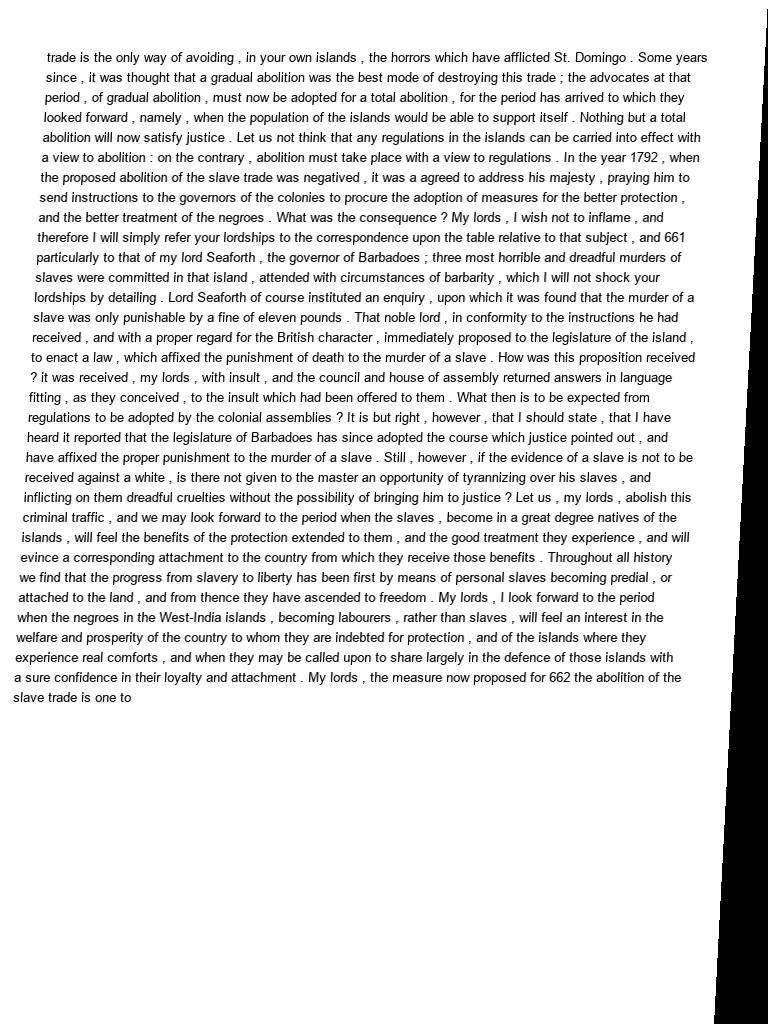 trade is the only way of avoiding , in your own islands , the horrors which have afflicted St. Domingo . Some years
since , it was thought that a gradual abolition was the best mode of destroying this trade ; the advocates at that
period , of gradual abolition , must now be adopted for a total abolition , for the period has arrived to which they
looked forward , namely , when the population of the islands would be able to support itself . Nothing but a total
abolition will now satisfy justice . Let us not think that any regulations in the islands can be carried into effect with
a view to abolition : on the contrary , abolition must take place with a view to regulations . In the year 1792 , when
the proposed abolition of the slave trade was negatived , it was a agreed to address his majesty , praying him to
send instructions to the governors of the colonies to procure the adoption of measures for the better protection ,
and the better treatment of the negroes . What was the consequence ? My lords , I wish not to inflame , and
therefore I will simply refer your lordships to the correspondence upon the table relative to that subject , and 661
particularly to that of my lord Seaforth , the governor of Barbadoes ; three most horrible and dreadful murders of
slaves were committed in that island , attended with circumstances of barbarity , which I will not shock your
lordships by detailing . Lord Seaforth of course instituted an enquiry , upon which it was found that the murder of a
slave was only punishable by a fine of eleven pounds . That noble lord , in conformity to the instructions he had
received , and with a proper regard for the British character , immediately proposed to the legislature of the island ,
to enact a law , which affixed the punishment of death to the murder of a slave . How was this proposition received
? it was received , my lords , with insult , and the council and house of assembly returned answers in language
fitting , as they conceived , to the insult which had been offered to them . What then is to be expected from
regulations to be adopted by the colonial assemblies ? It is but right , however , that I should state , that I have
heard it reported that the legislature of Barbadoes has since adopted the course which justice pointed out , and
have affixed the proper punishment to the murder of a slave . Still , however , if the evidence of a slave is not to be
received against a white , is there not given to the master an opportunity of tyrannizing over his slaves , and
inflicting on them dreadful cruelties without the possibility of bringing him to justice ? Let us , my lords , abolish this
criminal traffic , and we may look forward to the period when the slaves , become in a great degree natives of the
islands , will feel the benefits of the protection extended to them , and the good treatment they experience , and will
evince a corresponding attachment to the country from which they receive those benefits . Throughout all history
we find that the progress from slavery to liberty has been first by means of personal slaves becoming predial , or
attached to the land , and from thence they have ascended to freedom . My lords , I look forward to the period
when the negroes in the West-India islands , becoming labourers , rather than slaves , will feel an interest in the
welfare and prosperity of the country to whom they are indebted for protection , and of the islands where they
experience real comforts , and when they may be called upon to share largely in the defence of those islands with
a sure confidence in their loyalty and attachment . My lords , the measure now proposed for 662 the abolition of the
slave trade is one to